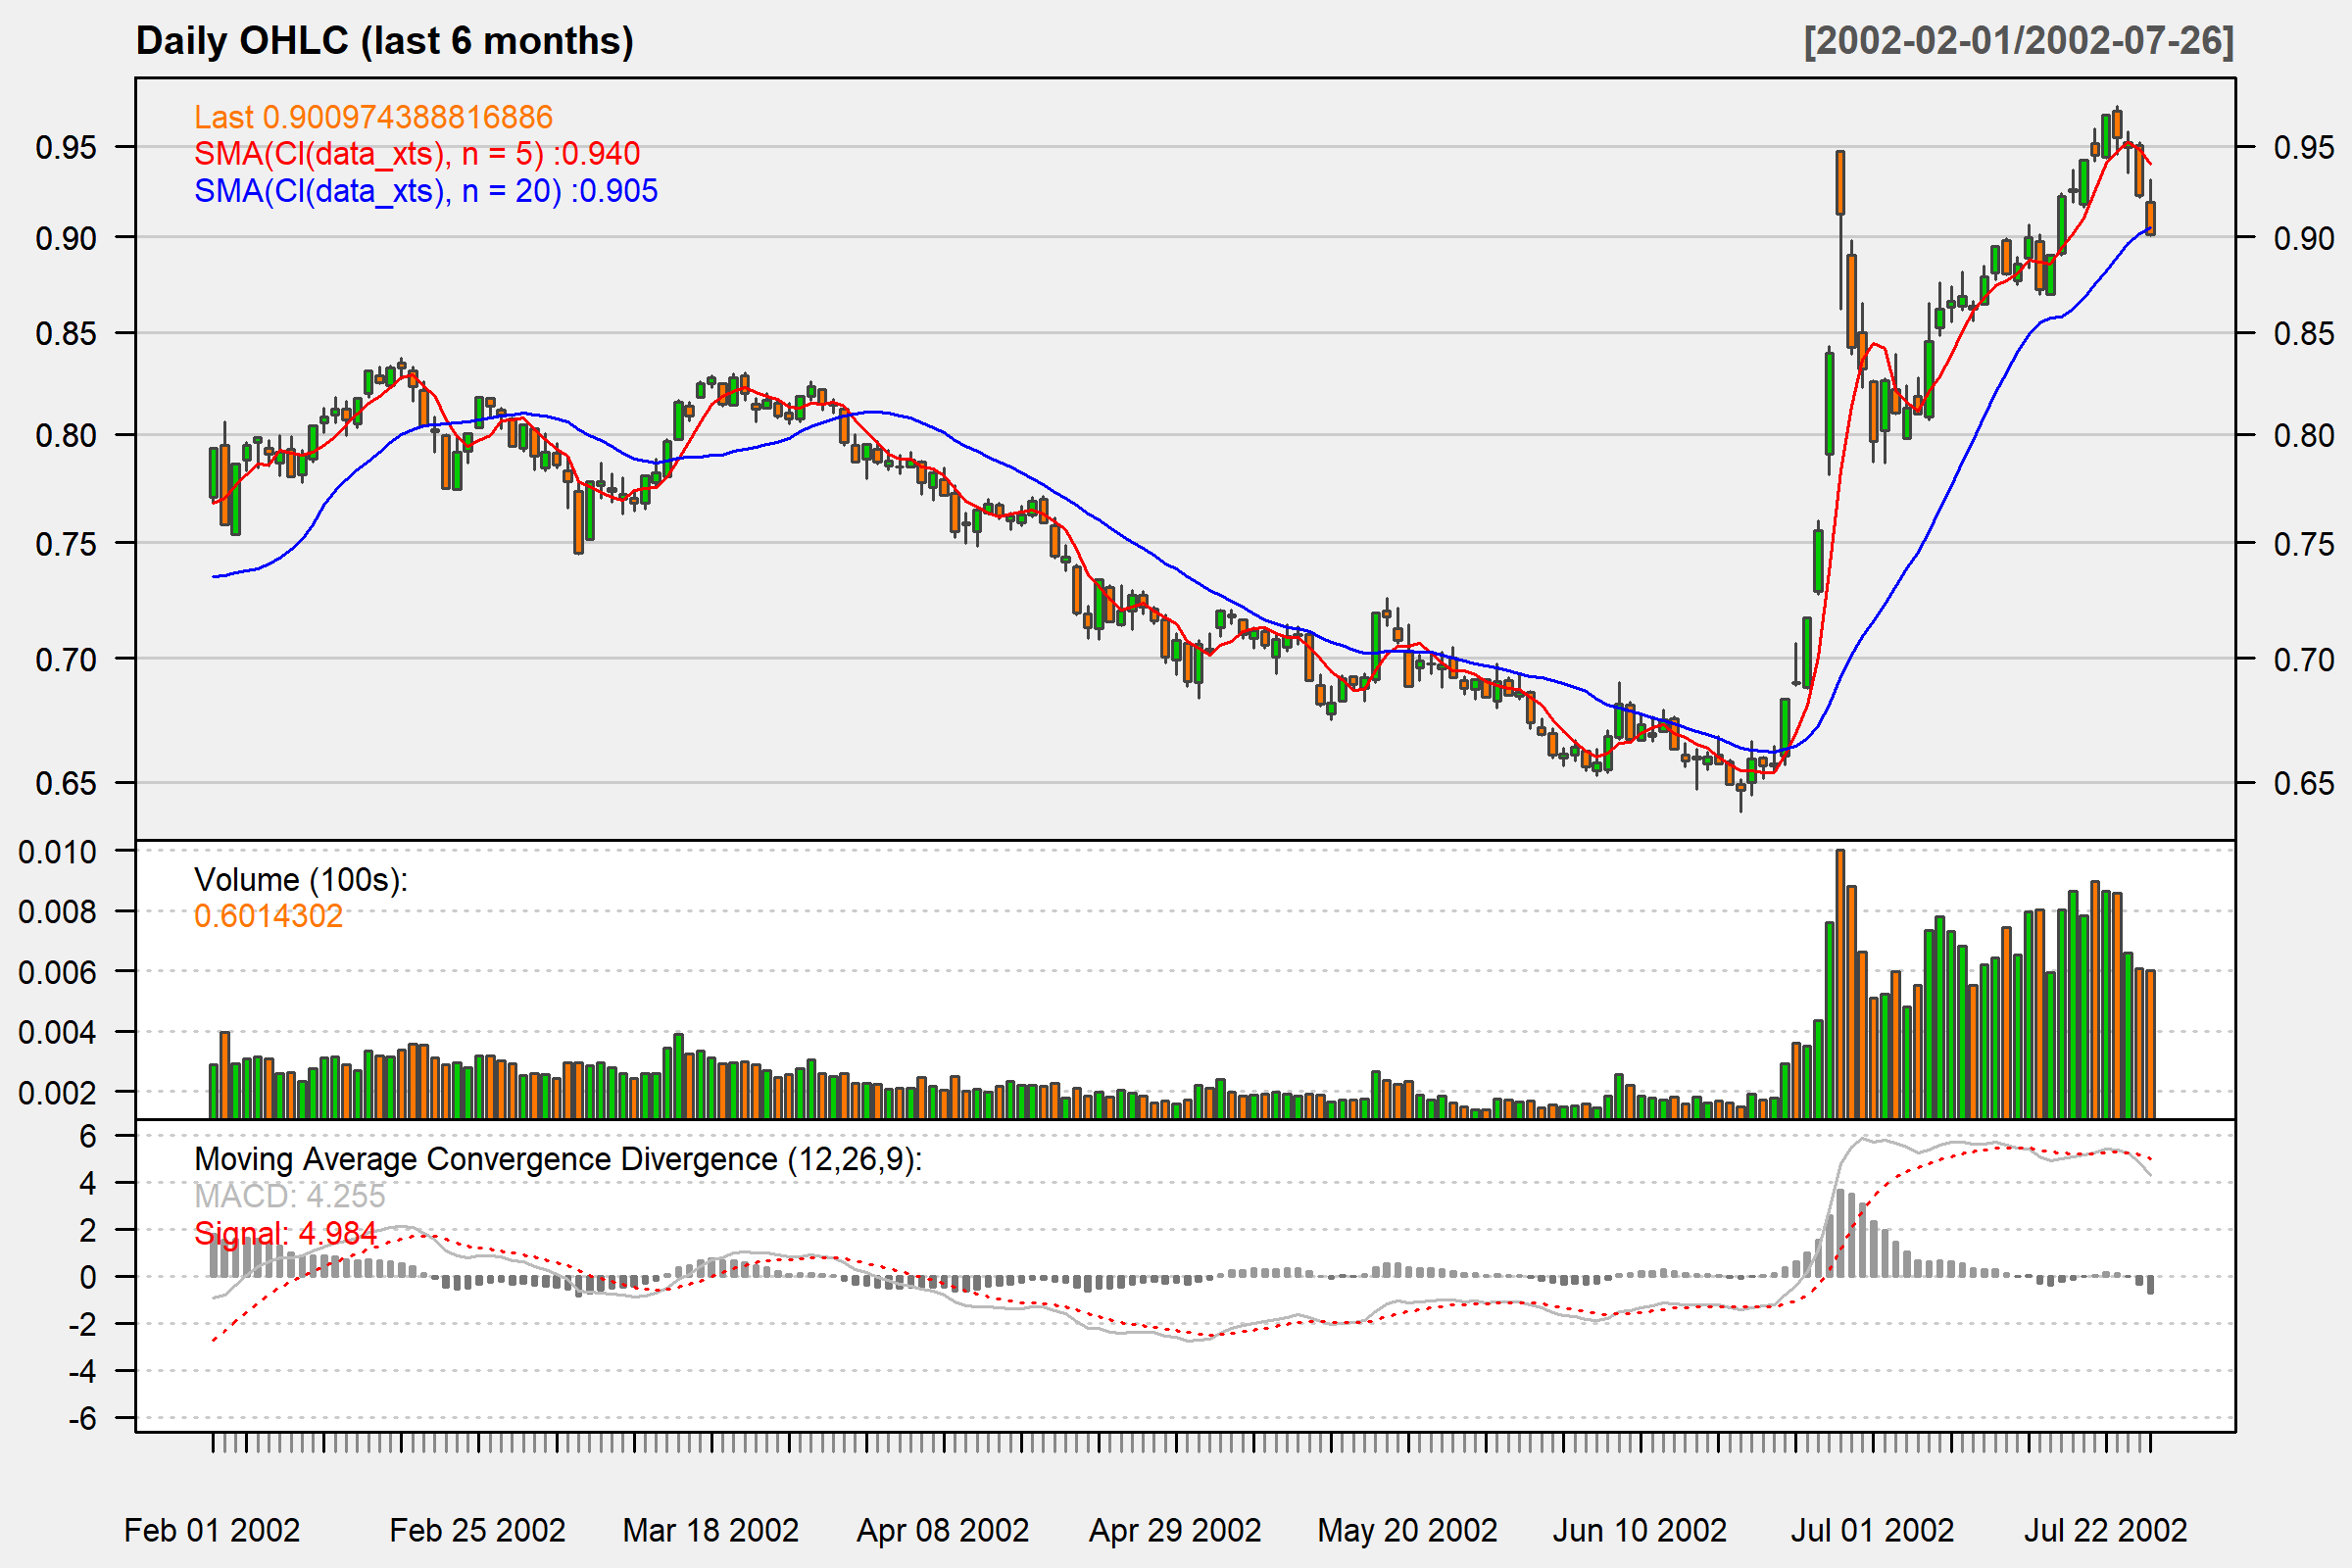 Daily OHLC (last 6 months) [2002-02-01/2002-07-26]
Last 0.900974388816886
SMA(Cl(data_xts), n = 5) :0.940
SMA(Cl(data_xts), n = 20) :0.905
0.95 0.95
0.90 0.90
0.85 0.85
0.80 0.80
0.75 0.75
0.70 0.70
0.65 0.65
Volume (100s):
0.6014302
0.010
0.008
0.006
0.004
0.002
Moving Average Convergence Divergence (12,26,9):
MACD: 4.255
Signal: 4.984
6
4
2
0
-2
-4
-6
Feb 01 2002 Feb 25 2002 Mar 18 2002 Apr 08 2002 Apr 29 2002 May 20 2002 Jun 10 2002 Jul 01 2002 Jul 22 2002